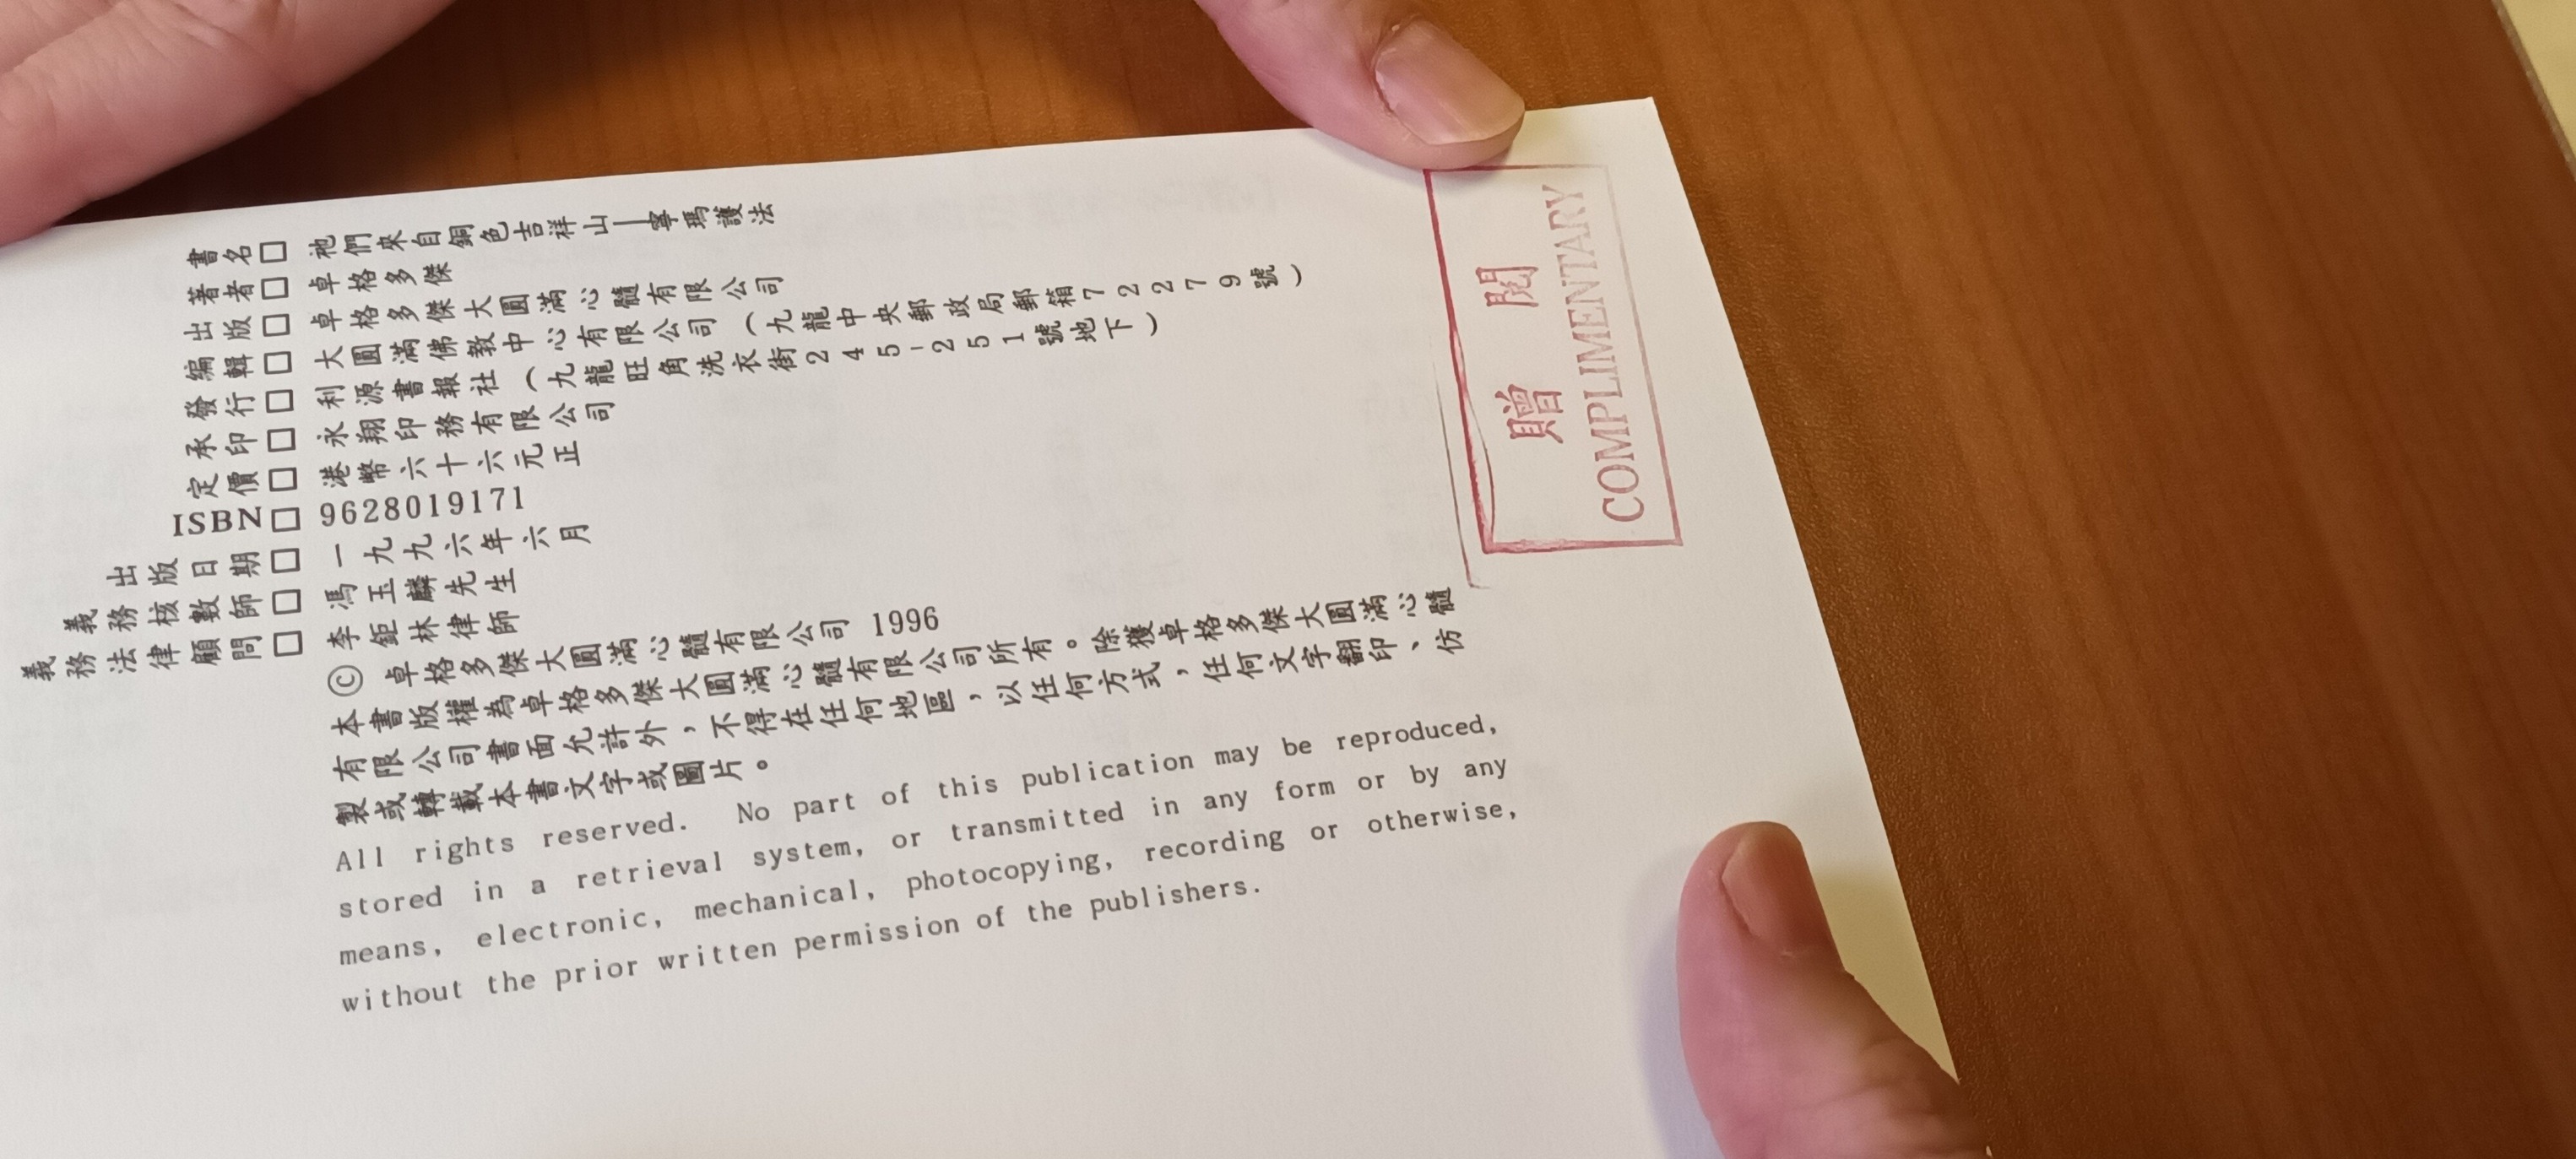 書名□祂們來自銅色吉祥山—寧瑪護法
著者□卓格多傑
出版□卓格多傑大圓滿心髓有限公司
編輯□大圓滿佛教中心有限公司（九龍中央郵政局郵箱72279號）
發行□利源書報社（九龍旺角洗衣街245-251號地下）
承印□永翔印務有限公司
定價□港幣六十六元正
ISBN□9628019171
出版日期□一九九六年六月
義務核數師□馮玉麟先生
義務法律顧問□李鉅林律師
© 卓格多傑大圓滿心髓有限公司 1996
本書版權為卓格多傑大圓滿心髓有限公司所有。除獲卓格多傑大圓滿心髓
有限公司書面允許外，不得在任何地區，以任何方式，任何文字翻印、仿
製或轉載本書文字或圖片。
All rights reserved. No part of this publication may be reproduced,
stored in a retrieval system, or transmitted in any form or by any
means, electronic, mechanical, photocopying, recording or otherwise,
without the prior written permission of the publishers.
贈閱
COMPLIMENTARY